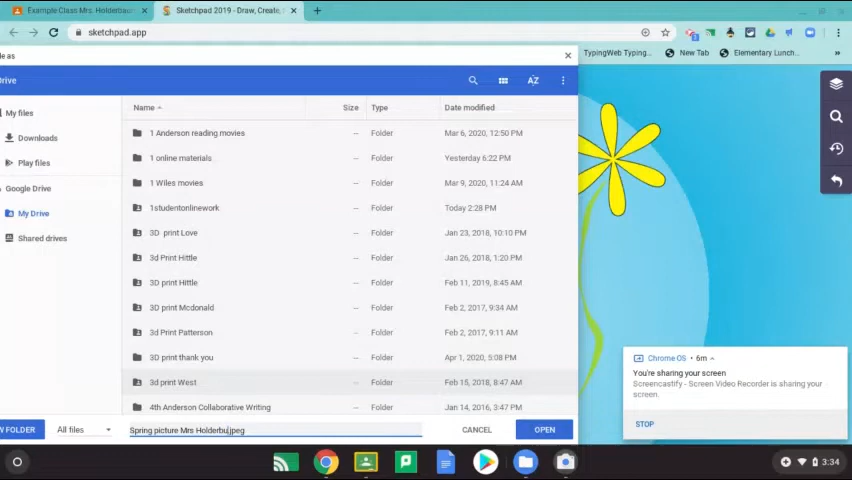 Example Class Mrs. Holderbau
Sketchpad 2019 - Draw, Create,
sketchpad.app
le as
TypingWeb Typing...
New Tab
Elementary Lunch...
Drive
AZ
My files
Downloads
Play files
Google Drive
My Drive
Shared drives
Name Size Type Date modified
1 Anderson reading movies -- Folder Mar 6, 2020, 12:50 PM
1 online materials -- Folder Yesterday 6:22 PM
1 Wiles movies -- Folder Mar 9, 2020, 11:24 AM
1studentonlinework -- Folder Today 2:28 PM
3D print Love -- Folder Jan 23, 2018, 10:10 PM
3d Print Hittle -- Folder Jan 26, 2018, 1:20 PM
3D print Hittle -- Folder Feb 11, 2019, 8:45 AM
3D print Mcdonald -- Folder Feb 2, 2017, 9:34 AM
3d Print Patterson -- Folder Feb 2, 2017, 9:11 AM
3D print thank you -- Folder Apr 1, 2020, 5:08 PM
3d print West -- Folder Feb 15, 2018, 8:47 AM
4th Anderson Collaborative Writing Jan 14, 2016, 3:47 PM
W FOLDER
All files
Spring picture Mrs Holderbu.jpeg
CANCEL
OPEN
Chrome OS • 6m
You're sharing your screen
Screencastify - Screen Video Recorder is sharing your
screen.
STOP
3:34